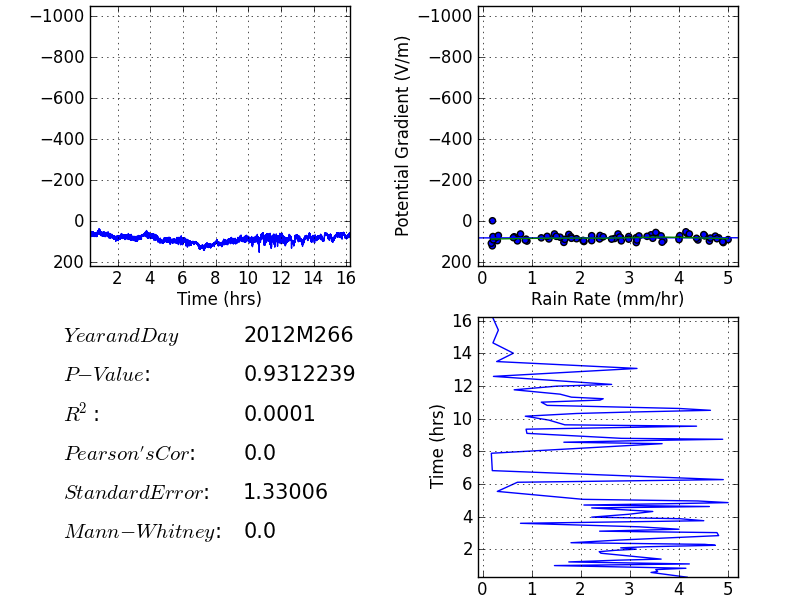 −1000
−800
−600
−400
−200
0
200
2 4 6 8 10 12 14 16
Time (hrs)
Potential Gradient (V/m)
−1000
−800
−600
−400
−200
0
200
0 1 2 3 4 5
Rain Rate (mm/hr)
YearandDay 2012M266
P−Value: 0.9312239
R²: 0.0001
Pearson'sCor: 0.0
StandardError: 1.33006
Mann−Whitney: 0.0
Time (hrs)
16
14
12
10
8
6
4
2
0 1 2 3 4 5